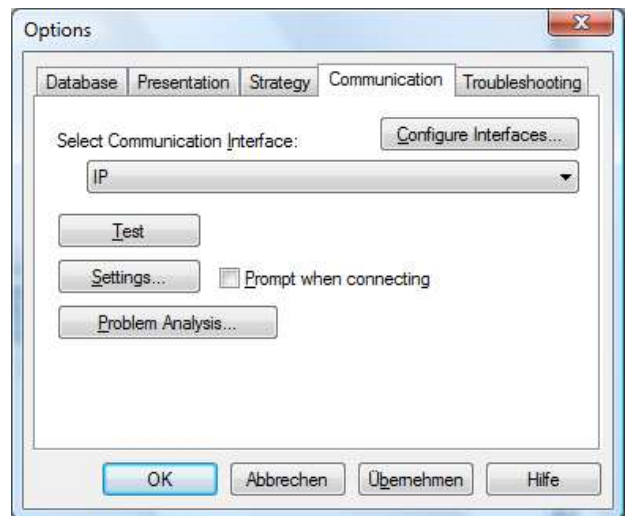 Options
Database Presentation Strategy Communication Troubleshooting
Select Communication Interface: Configure Interfaces...
IP
Test
Settings... Prompt when connecting
Problem Analysis...
OK Abbrechen Übernehmen Hilfe